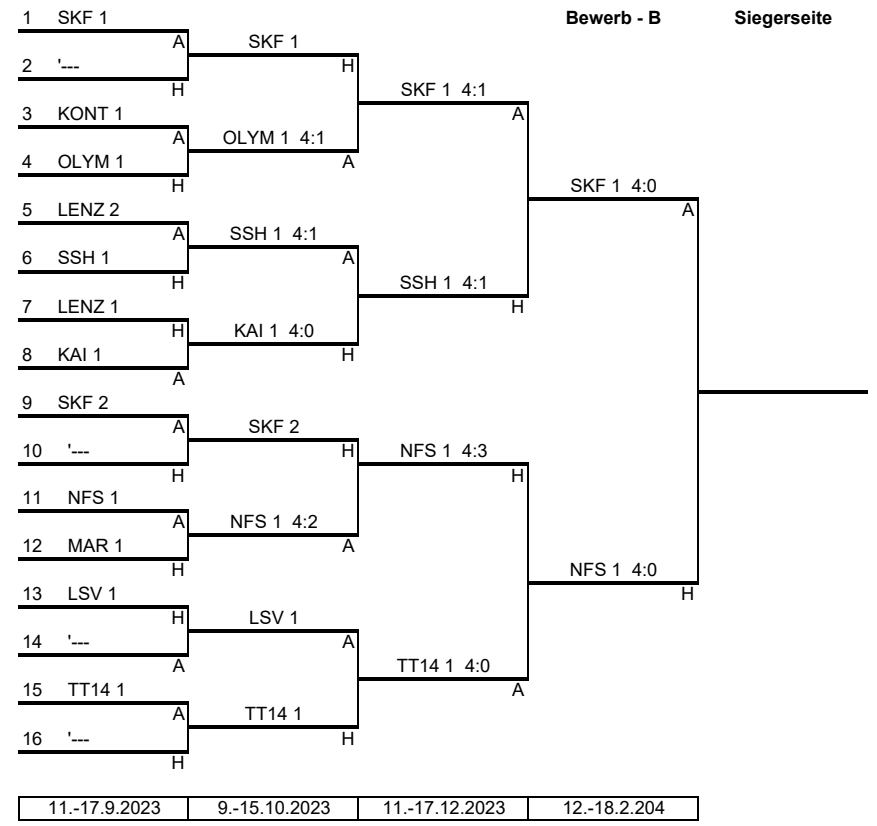 1 SKF 1 Bewerb - B Siegerseite
A SKF 1
2 '--- H
H SKF 1 4:1
3 KONT 1 A
A OLYM 1 4:1
4 OLYM 1 A
H SKF 1 4:0
5 LENZ 2 A
A SSH 1 4:1
6 SSH 1 A
H SSH 1 4:1
7 LENZ 1 H
H KAI 1 4:0
8 KAI 1 H
A
9 SKF 2
A SKF 2
10 '--- H NFS 1 4:3
H H
11 NFS 1
A NFS 1 4:2
12 MAR 1 A
H NFS 1 4:0
13 LSV 1 H
H LSV 1
14 '--- A
A TT14 1 4:0
15 TT14 1 A
A TT14 1
16 '--- H
H
11.-17.9.2023 9.-15.10.2023 11.-17.12.2023 12.-18.2.204